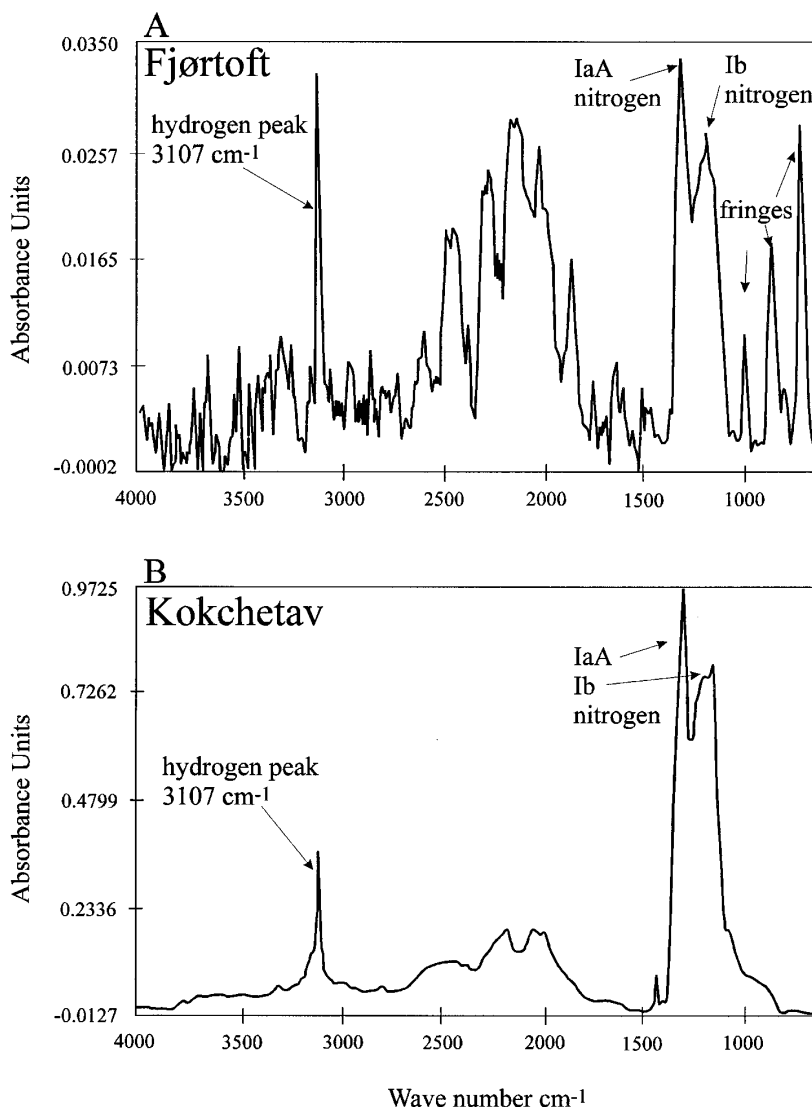 A
Fjørtoft
0.0350
0.0257
0.0165
0.0073
-0.0002
Absorbance Units
hydrogen peak
3107 cm-1
IaA
nitrogen
Ib
nitrogen
fringes
4000 3500 3000 2500 2000 1500 1000
B
Kokchetav
0.9725
0.7262
0.4799
0.2336
-0.0127
Absorbance Units
hydrogen peak
3107 cm-1
IaA
Ib
nitrogen
4000 3500 3000 2500 2000 1500 1000
Wave number cm-1